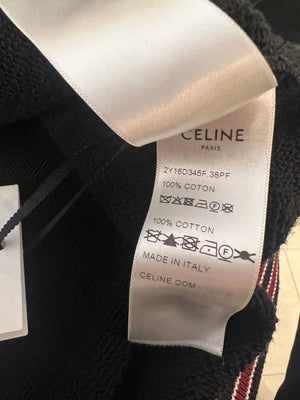 CELINE
PARIS
2Y16D345F.38PF
100% COTON
100% COTTON
MADE IN ITALY
CELINE.COM